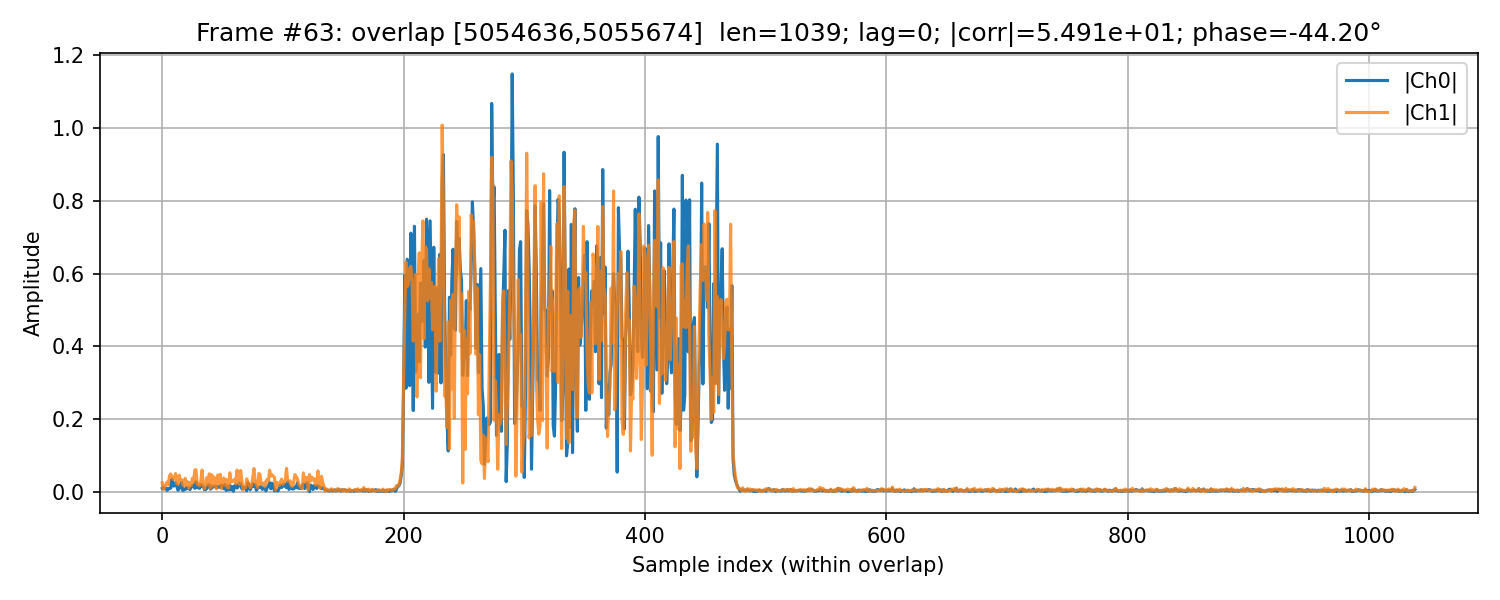 Frame #63: overlap [5054636,5055674]  len=1039; lag=0; |corr|=5.491e+01; phase=-44.20°
|Ch0|
|Ch1|
Amplitude
1.2
1.0
0.8
0.6
0.4
0.2
0.0
0 200 400 600 800 1000
Sample index (within overlap)